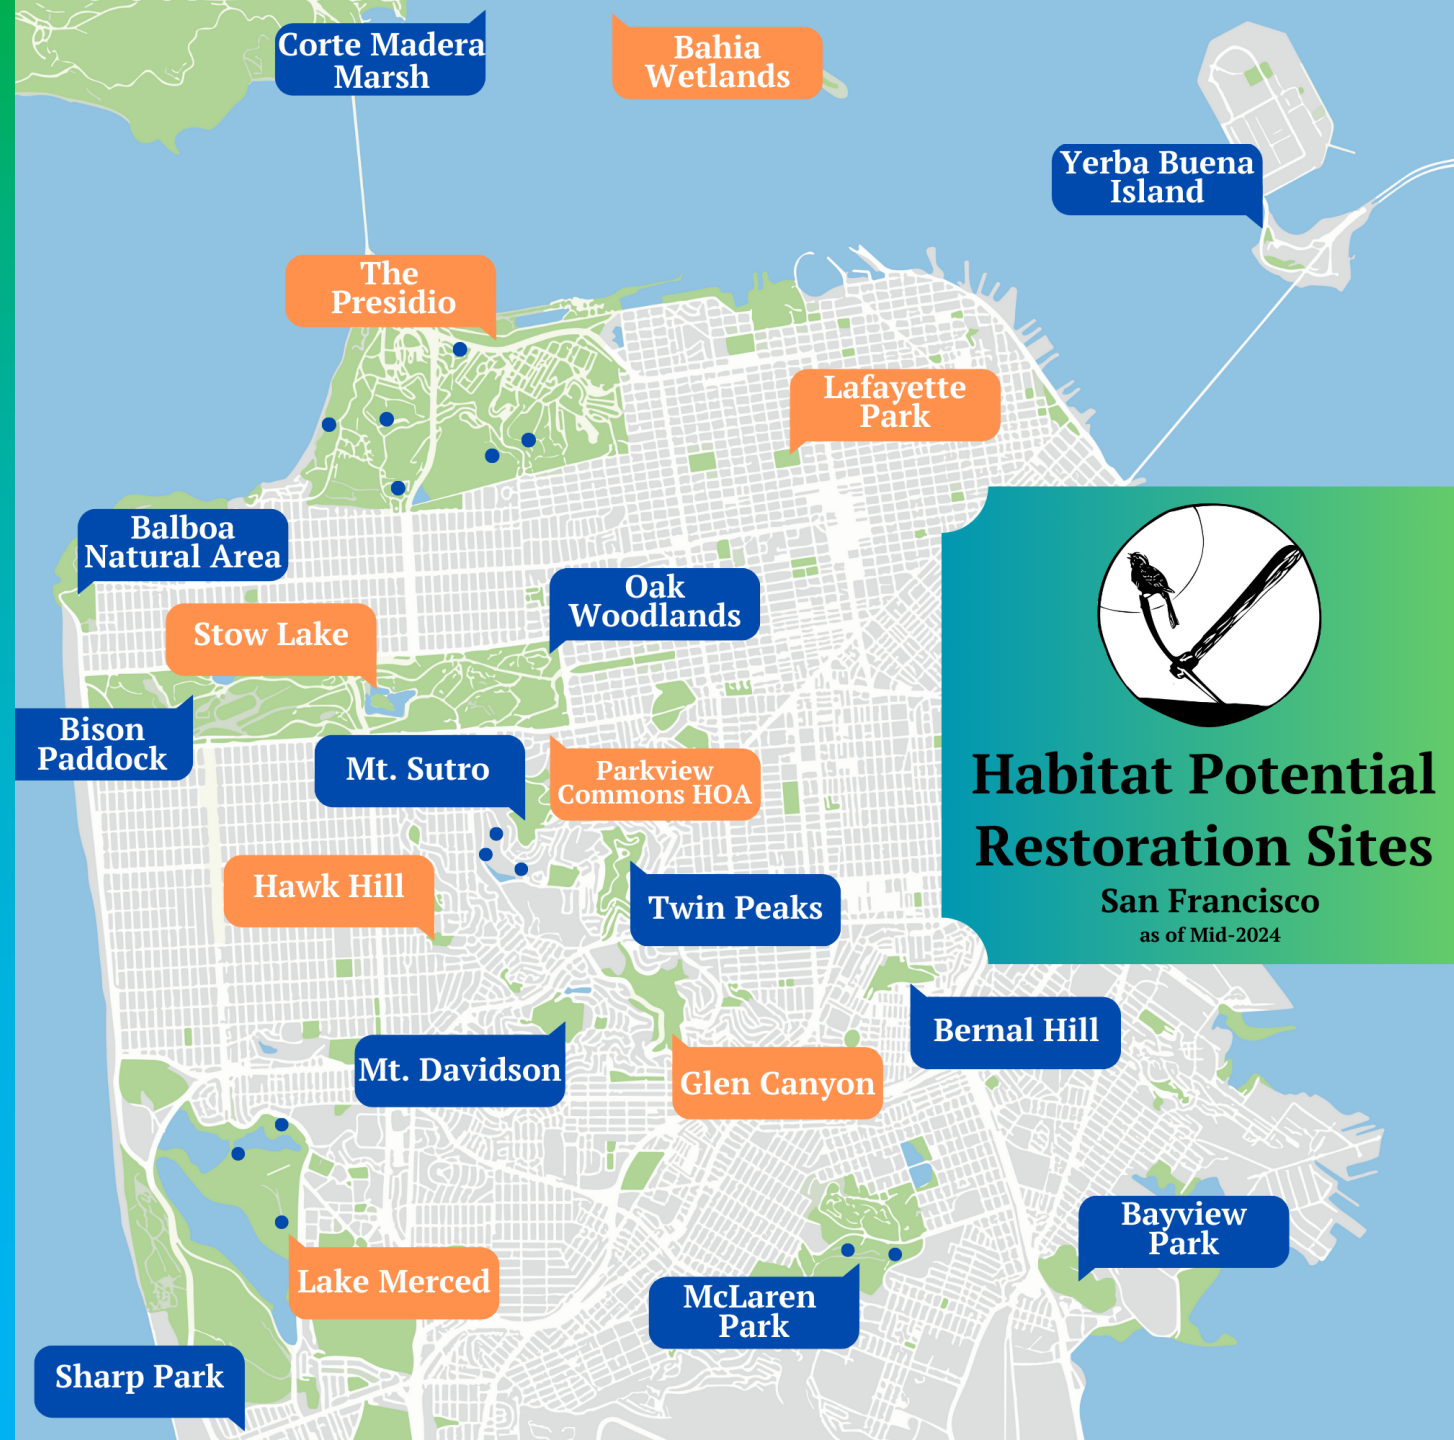 Corte Madera
Marsh
Bahia
Wetlands
Yerba Buena
Island
The
Presidio
Lafayette
Park
Balboa
Natural Area
Oak
Woodlands
Stow Lake
Bison
Paddock
Mt. Sutro
Parkview
Commons HOA
Habitat Potential
Restoration Sites
San Francisco
as of Mid-2024
Hawk Hill
Twin Peaks
Bernal Hill
Mt. Davidson
Glen Canyon
Bayview
Park
Lake Merced
McLaren
Park
Sharp Park